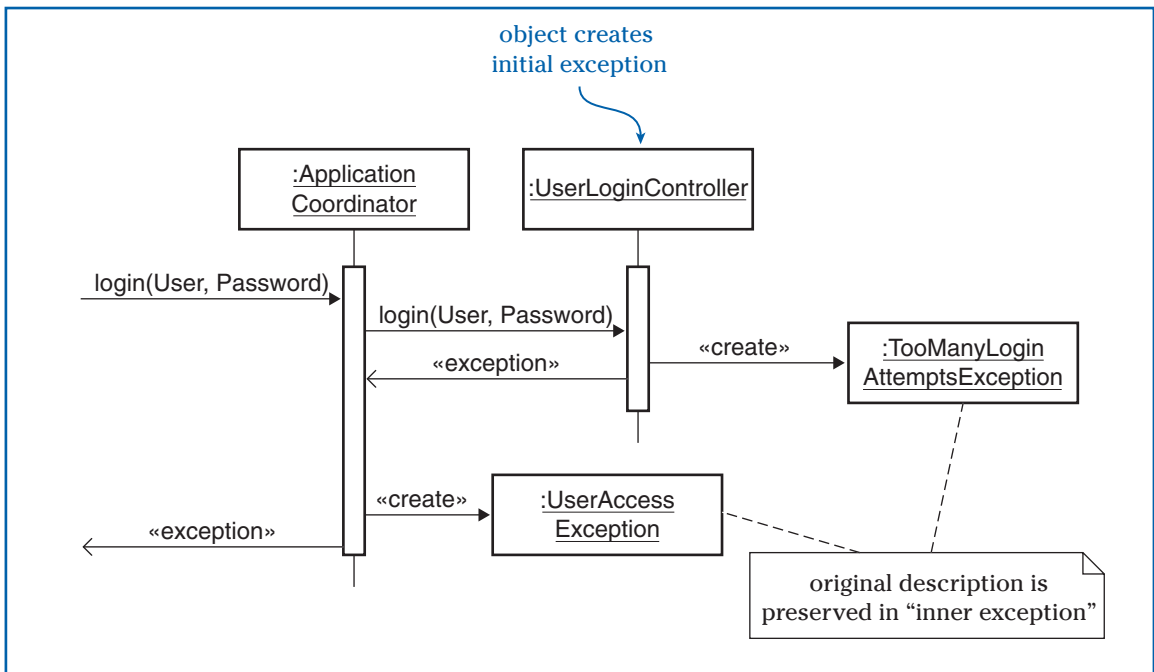 object creates
initial exception
:Application
Coordinator
:UserLoginController
login(User, Password)
login(User, Password)
«create»
:TooManyLogin
AttemptsException
«exception»
«create»
:UserAccess
Exception
«exception»
original description is
preserved in “inner exception”